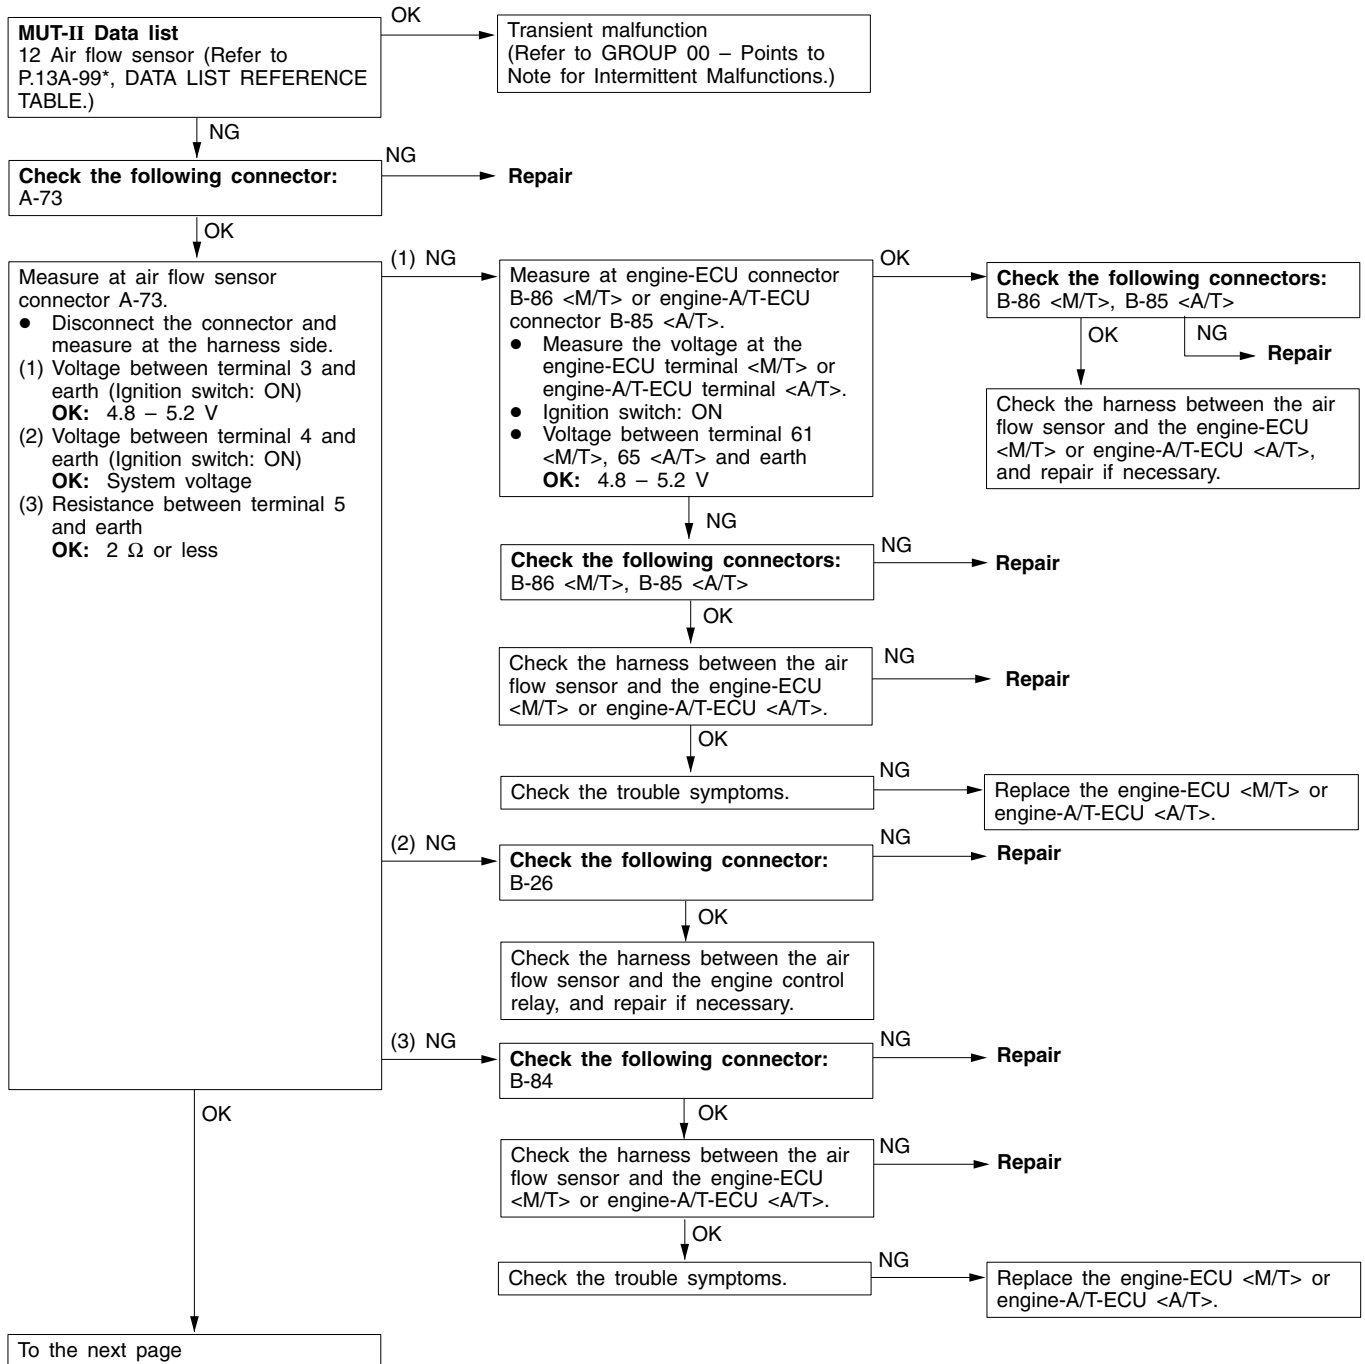 MUT-II Data list
12 Air flow sensor (Refer to
P.13A-99*, DATA LIST REFERENCE
TABLE.)
OK
Transient malfunction
(Refer to GROUP 00 – Points to
Note for Intermittent Malfunctions.)
NG
Check the following connector:
A-73
NG
Repair
OK
Measure at air flow sensor
connector A-73.
● Disconnect the connector and
measure at the harness side.
(1) Voltage between terminal 3 and
earth (Ignition switch: ON)
OK: 4.8 – 5.2 V
(2) Voltage between terminal 4 and
earth (Ignition switch: ON)
OK: System voltage
(3) Resistance between terminal 5
and earth
OK: 2 Ω or less
(1) NG
Measure at engine-ECU connector
B-86 <M/T> or engine-A/T-ECU
connector B-85 <A/T>.
● Measure the voltage at the
engine-ECU terminal <M/T> or
engine-A/T-ECU terminal <A/T>.
● Ignition switch: ON
● Voltage between terminal 61
<M/T>, 65 <A/T> and earth
OK: 4.8 – 5.2 V
OK
Check the following connectors:
B-86 <M/T>, B-85 <A/T>
OK
NG
Repair
Check the harness between the air
flow sensor and the engine-ECU
<M/T> or engine-A/T-ECU <A/T>,
and repair if necessary.
NG
Check the following connectors:
B-86 <M/T>, B-85 <A/T>
NG
Repair
OK
Check the harness between the air
flow sensor and the engine-ECU
<M/T> or engine-A/T-ECU <A/T>.
NG
Repair
OK
Check the trouble symptoms.
NG
Replace the engine-ECU <M/T> or
engine-A/T-ECU <A/T>.
(2) NG
Check the following connector:
B-26
NG
Repair
OK
Check the harness between the air
flow sensor and the engine control
relay, and repair if necessary.
(3) NG
Check the following connector:
B-84
NG
Repair
OK
Check the harness between the air
flow sensor and the engine-ECU
<M/T> or engine-A/T-ECU <A/T>.
NG
Repair
OK
Check the trouble symptoms.
NG
Replace the engine-ECU <M/T> or
engine-A/T-ECU <A/T>.
OK
To the next page